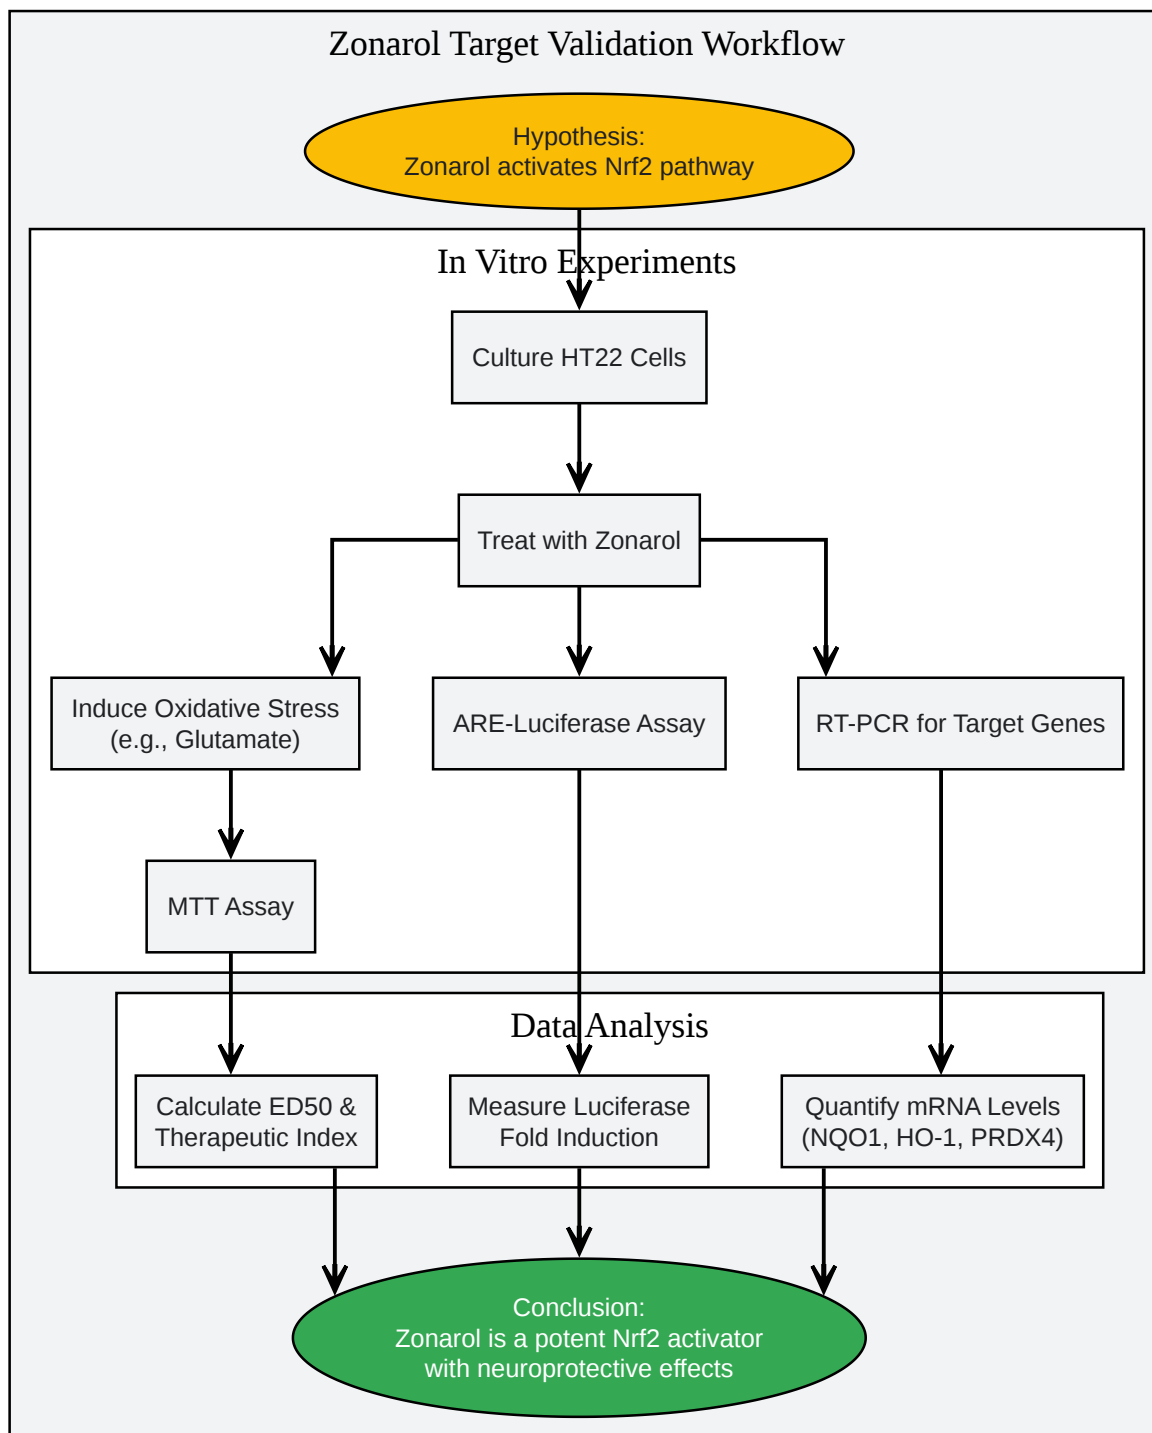 Zonarol Target Validation Workflow
Hypothesis:
Zonarol activates Nrf2 pathway
In Vitro Experiments
Culture HT22 Cells
Treat with Zonarol
Induce Oxidative Stress
(e.g., Glutamate)
ARE-Luciferase Assay
RT-PCR for Target Genes
MTT Assay
Data Analysis
Calculate ED50 &
Therapeutic Index
Measure Luciferase
Fold Induction
Quantify mRNA Levels
(NQO1, HO-1, PRDX4)
Conclusion:
Zonarol is a potent Nrf2 activator
with neuroprotective effects